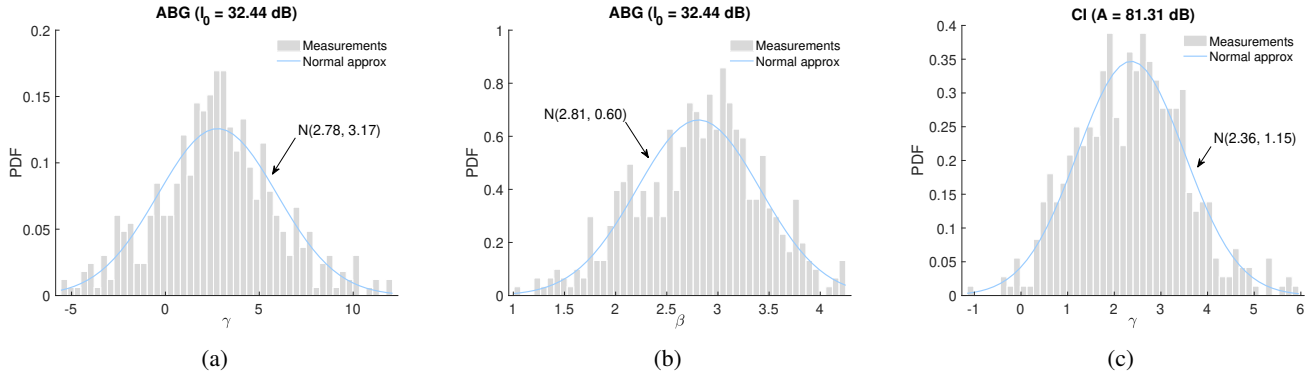 ABG (l0 = 32.44 dB)
0.2
0.15
0.1
0.05
0
PDF
-5
0
5
10
γ
Measurements
Normal approx
N(2.78, 3.17)
(a)
ABG (l0 = 32.44 dB)
1
0.8
0.6
0.4
0.2
0
PDF
1
1.5
2
2.5
3
3.5
4
β
Measurements
Normal approx
N(2.81, 0.60)
(b)
CI (A = 81.31 dB)
0.4
0.35
0.3
0.25
0.2
0.15
0.1
0.05
0
PDF
-1
0
1
2
3
4
5
6
γ
Measurements
Normal approx
N(2.36, 1.15)
(c)